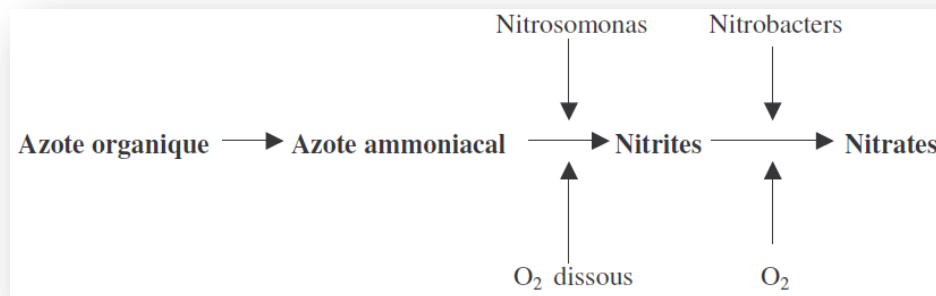 Nitrosomonas Nitrobacters
Azote organique Azote ammoniacal Nitrites Nitrates
O₂ dissous O₂